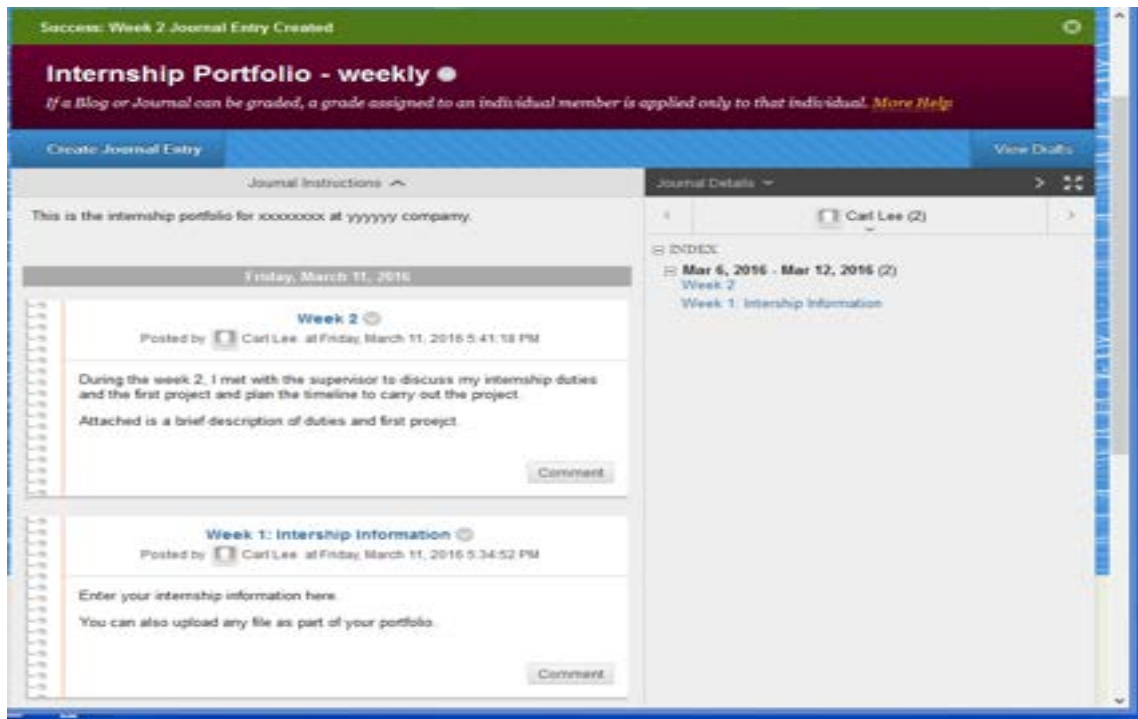 Success: Week 2 Journal Entry Created
Internship Portfolio - weekly
If a Blog or Journal can be graded, a grade assigned to an individual member is applied only to that individual. More Help
Create Journal Entry
View Drafts
Journal Instructions
This is the internship portfolio for xxxxxxxx at yyyyyy compamy.
Friday, March 11, 2016
Week 2
Posted by Carl Lee at Friday, March 11, 2016 5:41:18 PM
During the week 2, I met with the supervisor to discuss my internship duties
and the first project and plan the timeline to carry out the project.
Attached is a brief description of duties and first proejct.
Comment
Week 1: Intership Information
Posted by Carl Lee at Friday, March 11, 2016 5:34:52 PM
Enter your internship information here.
You can also upload any file as part of your portfolio.
Comment
Journal Details
Carl Lee (2)
INDEX
Mar 6, 2016 - Mar 12, 2016 (2)
Week 2
Week 1: Intership Information